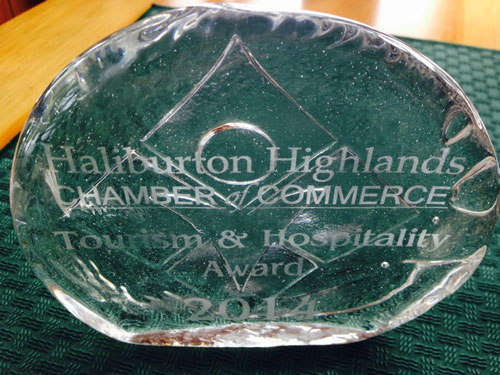 Haliburton Highlands
CHAMBER of COMMERCE
Tourism & Hospitality
Award
2014